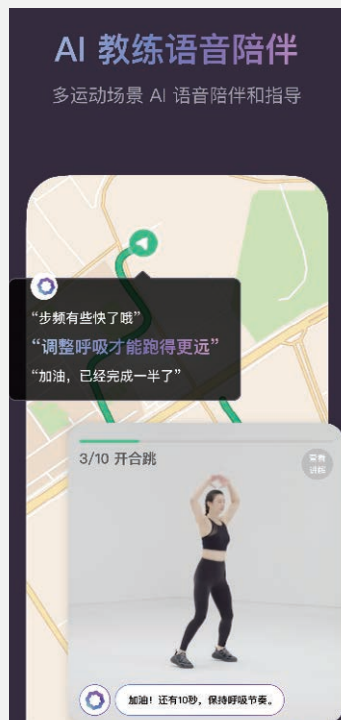 AI 教练语音陪伴
多运动场景 AI 语音陪伴和指导
“步频有些快了哦”
“调整呼吸才能跑得更远”
“加油，已经完成一半了”
3/10 开合跳
加油！还有10秒，保持呼吸节奏。